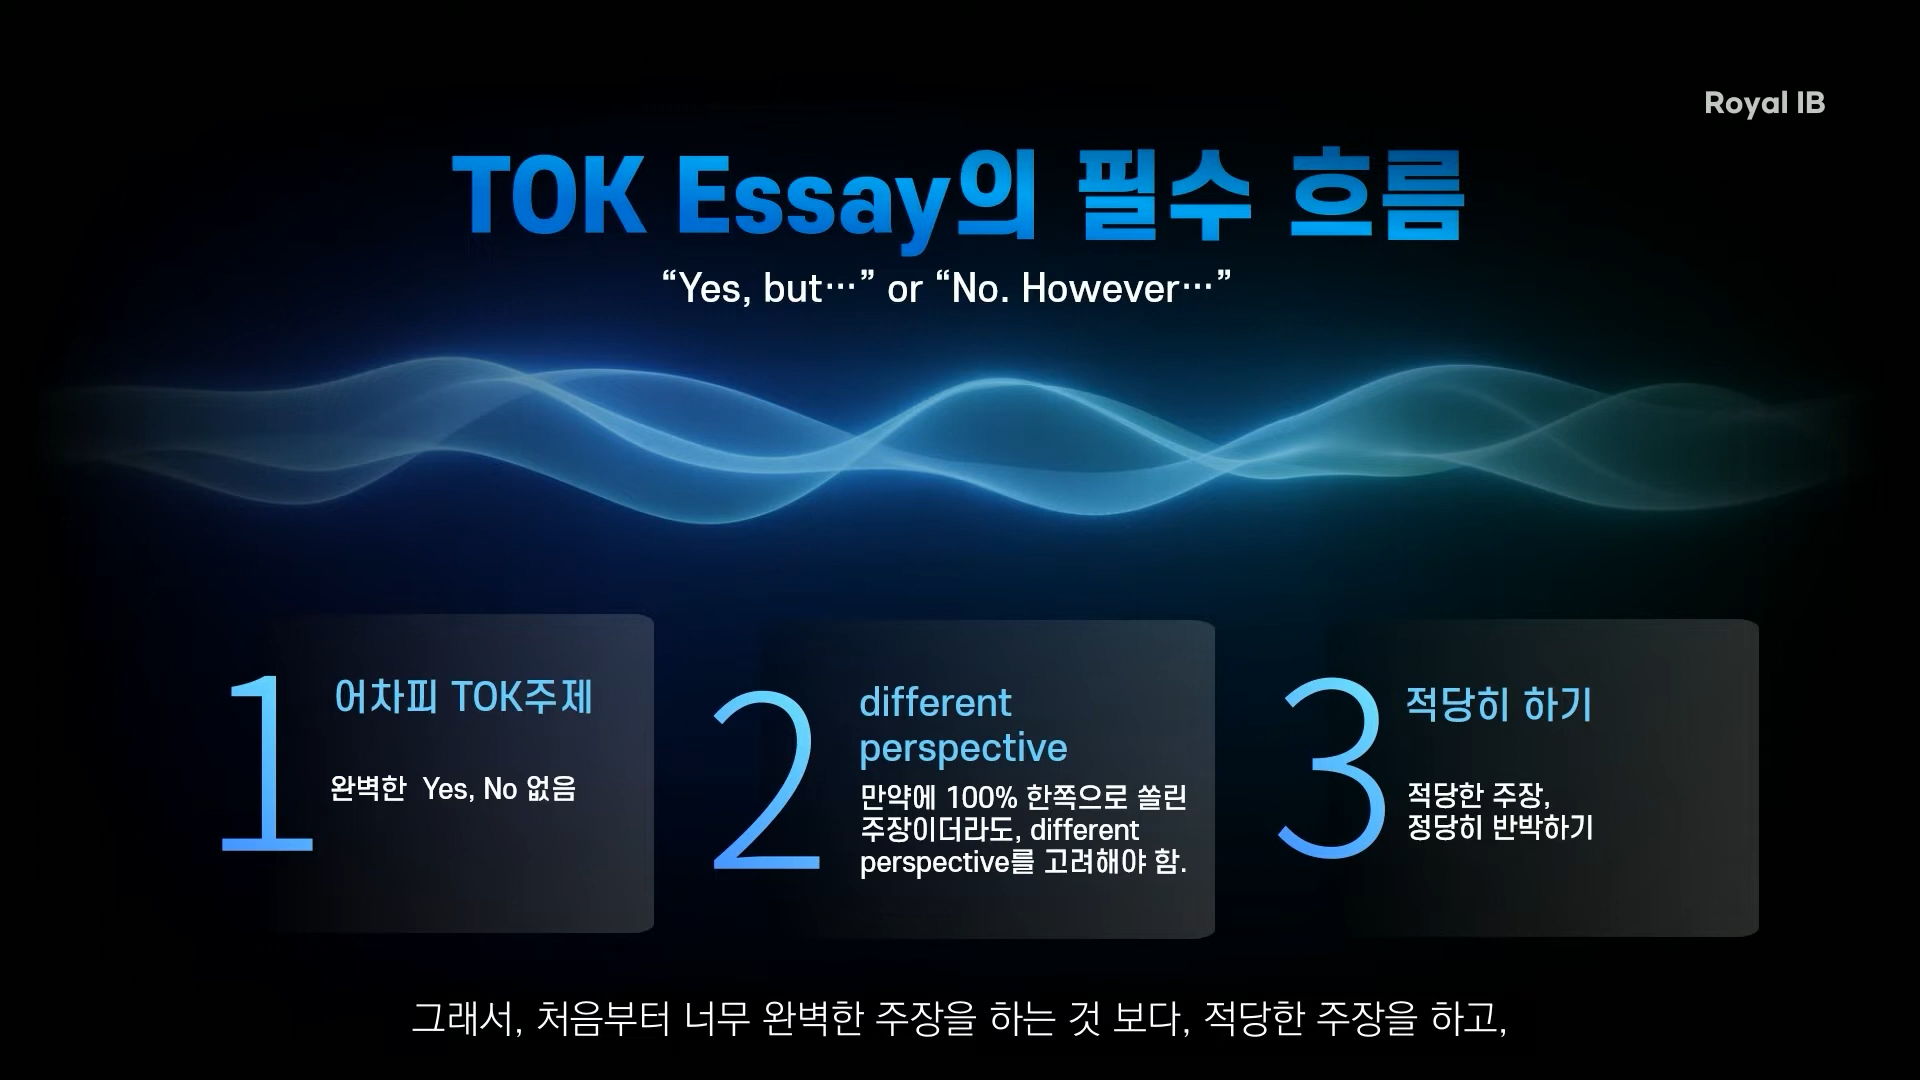 Royal IB
TOK Essay의 필수 흐름
“Yes, but…” or “No. However…”
1
어차피 TOK주제
완벽한 Yes, No 없음
2
different
perspective
만약에 100% 한쪽으로 쏠린
주장이더라도, different
perspective를 고려해야 함.
3
적당히 하기
적당한 주장,
정당히 반박하기
그래서, 처음부터 너무 완벽한 주장을 하는 것 보다, 적당한 주장을 하고,